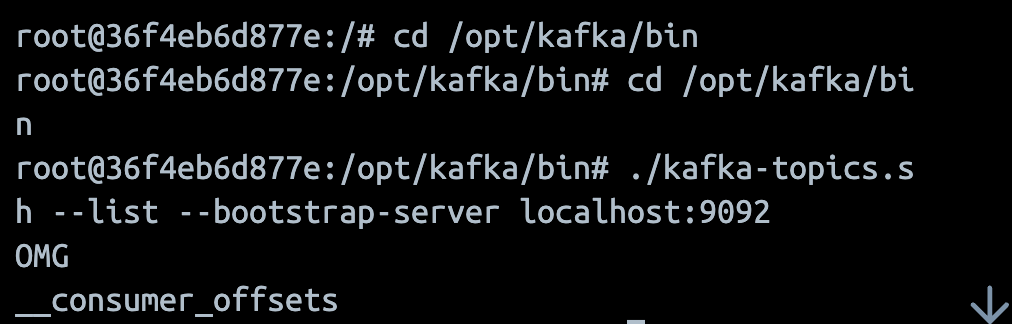 root@36f4eb6d877e:/# cd /opt/kafka/bin
root@36f4eb6d877e:/opt/kafka/bin# cd /opt/kafka/bi
n
root@36f4eb6d877e:/opt/kafka/bin# ./kafka-topics.s
h --list --bootstrap-server localhost:9092
OMG
__consumer_offsets